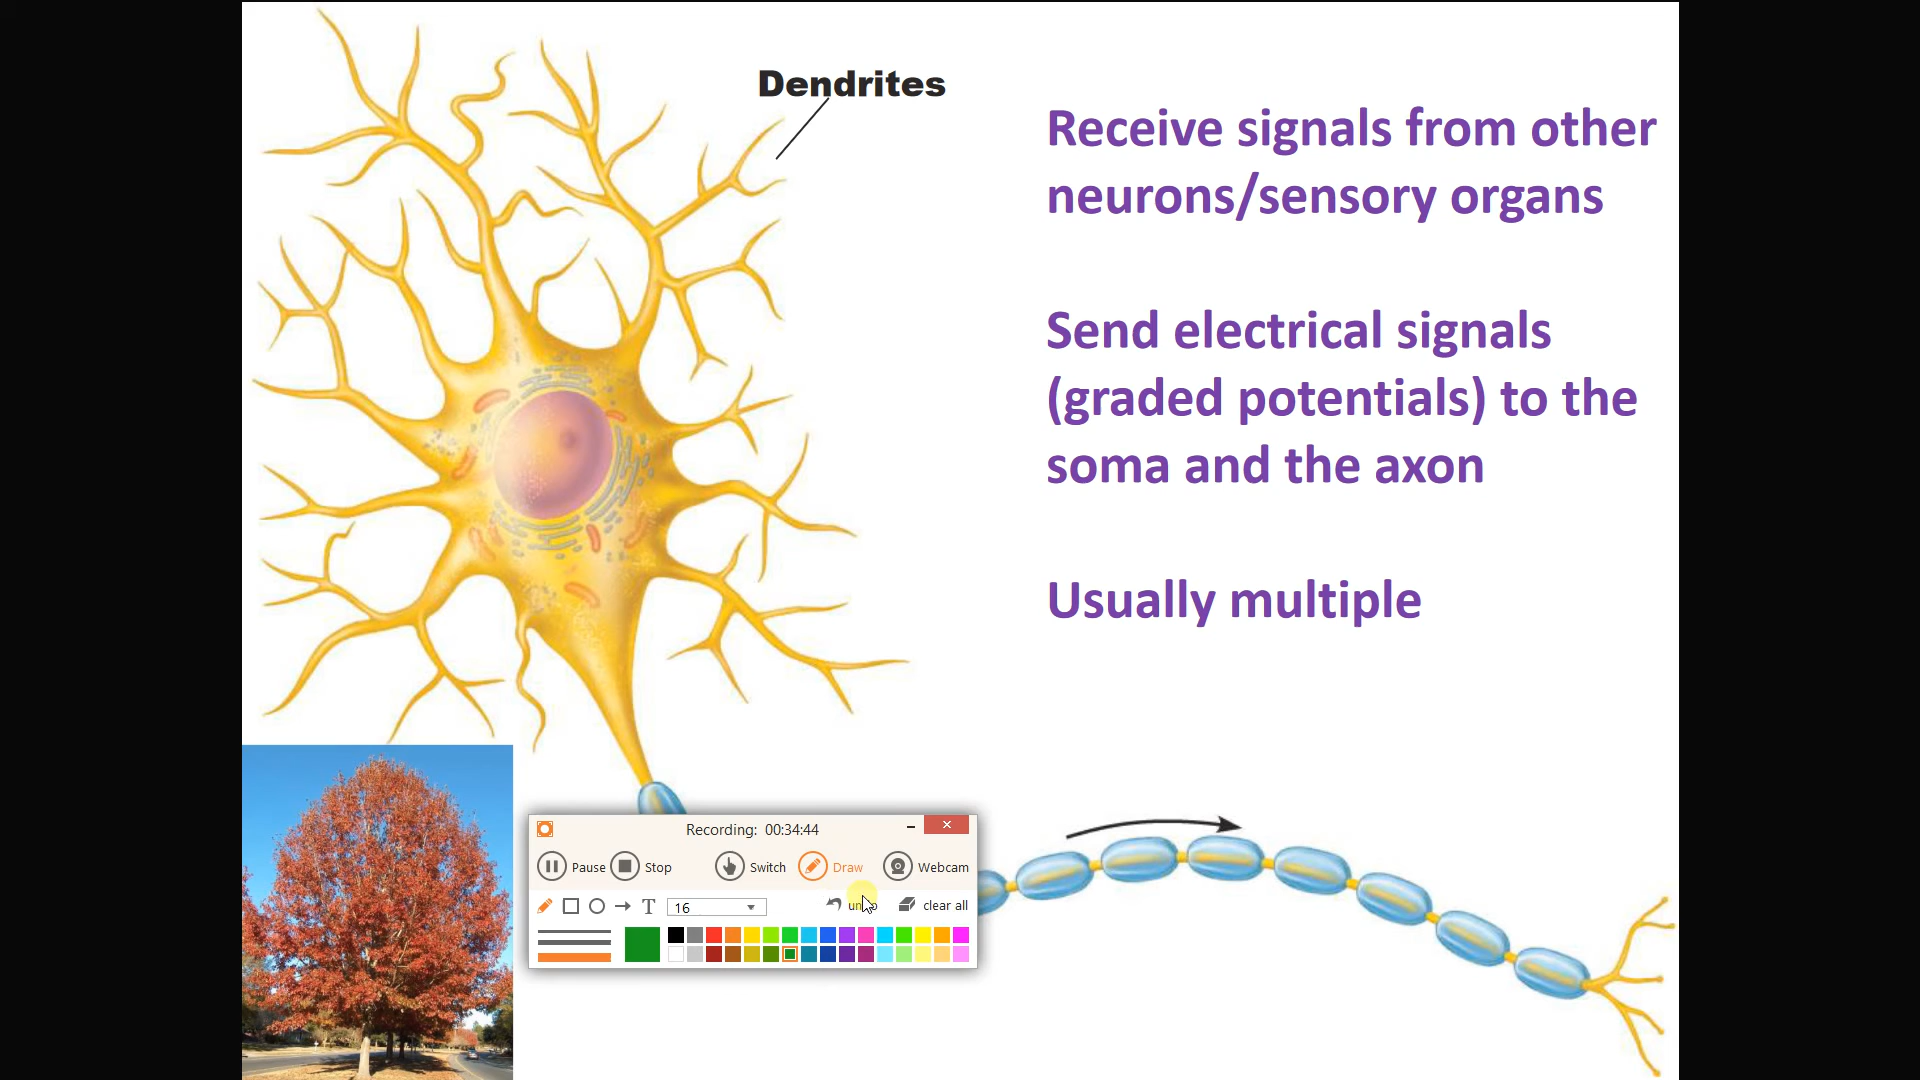 Dendrites
Receive signals from other
neurons/sensory organs
Send electrical signals
(graded potentials) to the
soma and the axon
Usually multiple
Recording: 00:34:44
Pause Stop Switch Draw Webcam
T 16 undo clear all